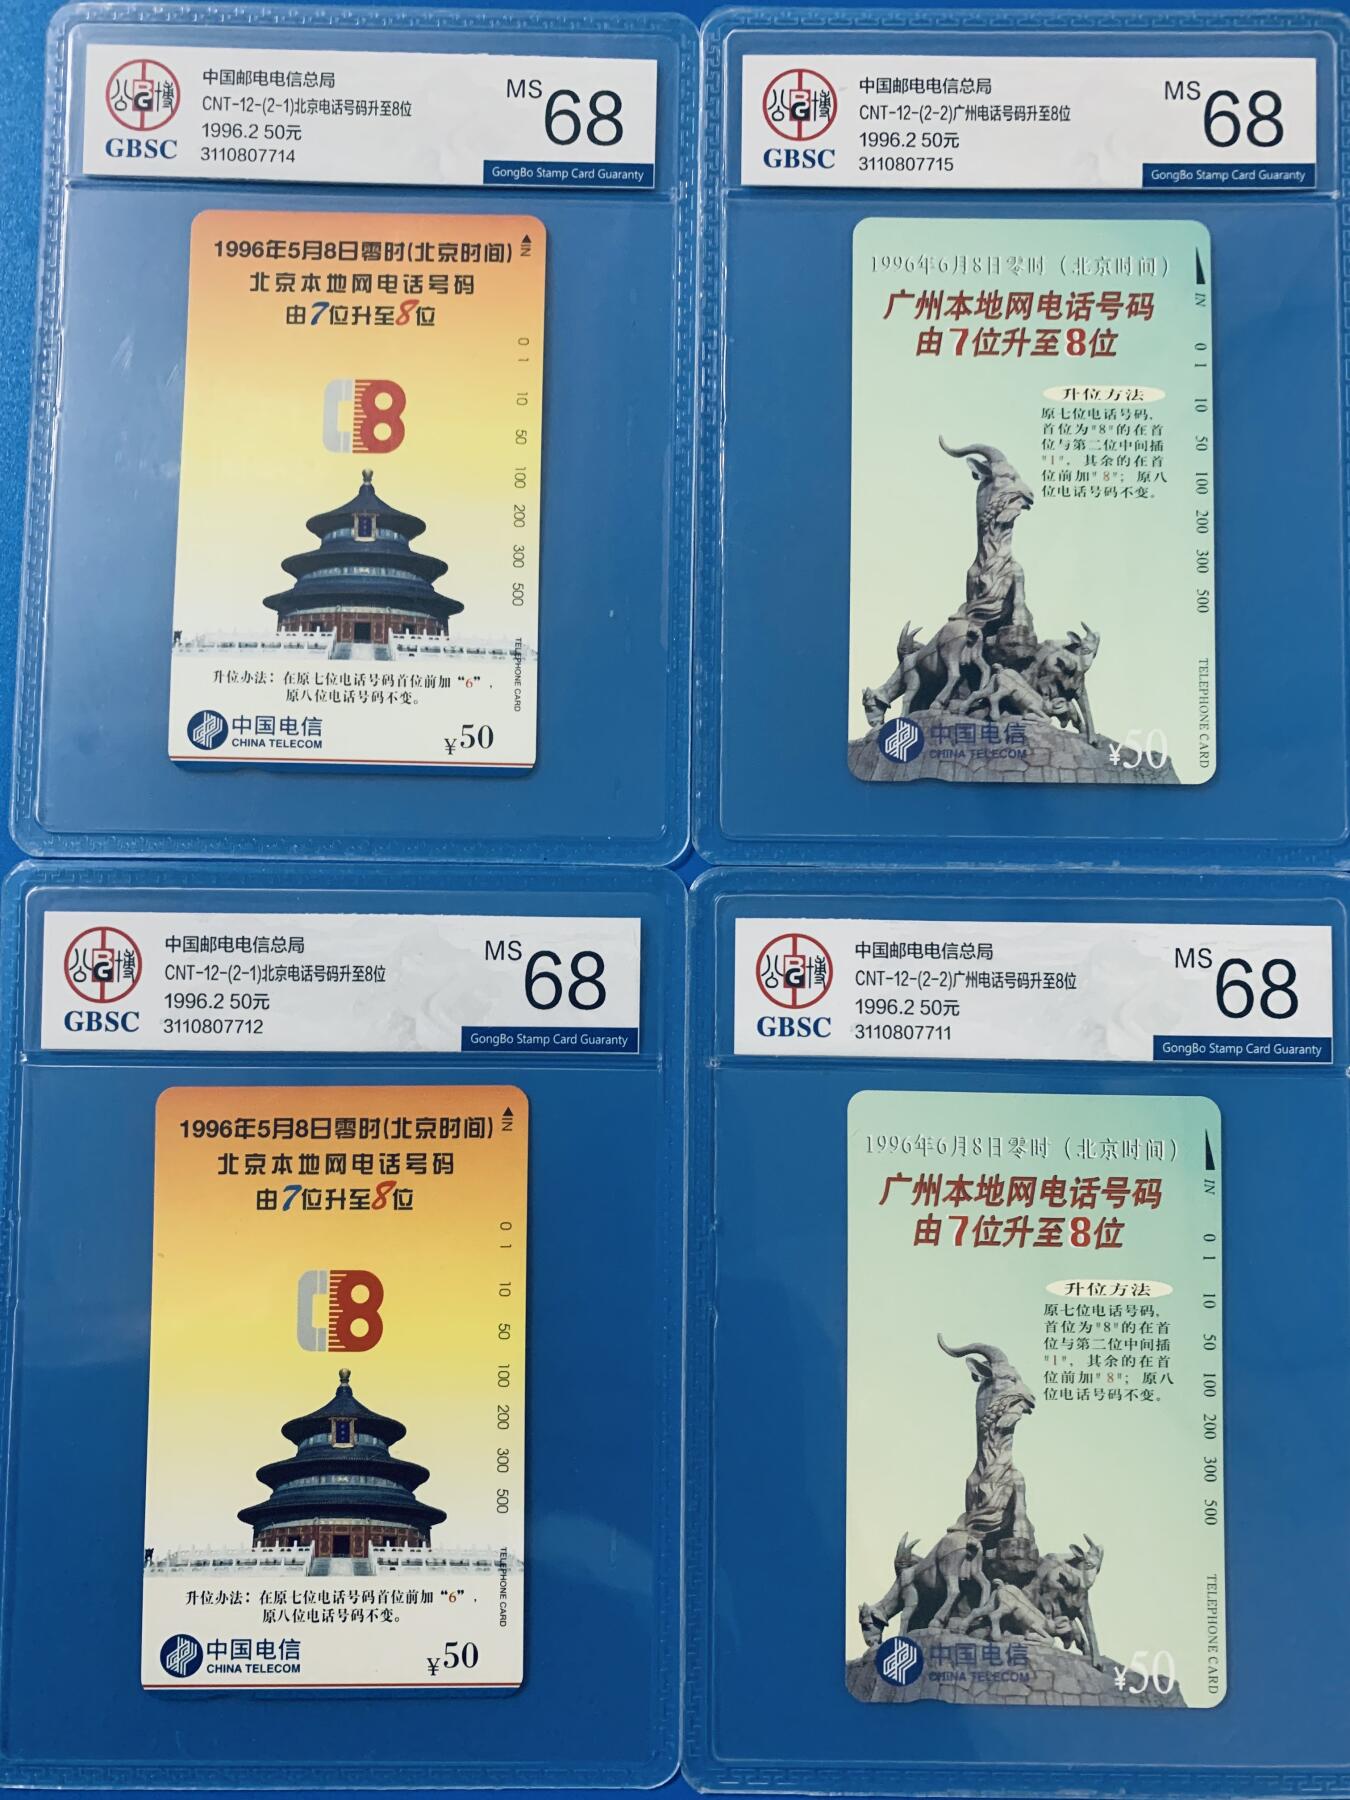 中国邮电电信总局
CNT-12-(2-1)北京电话号码升至8位
1996.2 50元
3110807714
MS 68
公博
BG
GBSC
GongBo Stamp Card Guaranty
1996年5月8日零时(北京时间)
北京本地网电话号码
由7位升至8位
IN
0 1 10 50 100 200 300 500
TELEPHONE CARD
8
升位办法：在原七位电话号码首位前加“6”，
原八位电话号码不变。
中国电信
CHINA TELECOM
¥50
中国邮电电信总局
CNT-12-(2-2)广州电话号码升至8位
1996.2 50元
3110807715
MS 68
公博
BG
GBSC
GongBo Stamp Card Guaranty
1996年6月8日零时（北京时间）
广州本地网电话号码
由7位升至8位
IN
0 1 10 50 100 200 300 500
TELEPHONE CARD
升位方法
原七位电话号码，
首位为"8"的在首
位与第二位中间插
"1"，其余的在首
位前加"8"；原八
位电话号码不变。
中国电信
CHINA TELECOM
¥50
中国邮电电信总局
CNT-12-(2-1)北京电话号码升至8位
1996.2 50元
3110807712
MS 68
公博
BG
GBSC
GongBo Stamp Card Guaranty
1996年5月8日零时(北京时间)
北京本地网电话号码
由7位升至8位
IN
0 1 10 50 100 200 300 500
TELEPHONE CARD
8
升位办法：在原七位电话号码首位前加“6”，
原八位电话号码不变。
中国电信
CHINA TELECOM
¥50
中国邮电电信总局
CNT-12-(2-2)广州电话号码升至8位
1996.2 50元
3110807711
MS 68
公博
BG
GBSC
GongBo Stamp Card Guaranty
1996年6月8日零时（北京时间）
广州本地网电话号码
由7位升至8位
IN
0 1 10 50 100 200 300 500
TELEPHONE CARD
升位方法
原七位电话号码，
首位为"8"的在首
位与第二位中间插
"1"，其余的在首
位前加"8"；原八
位电话号码不变。
中国电信
CHINA TELECOM
¥50